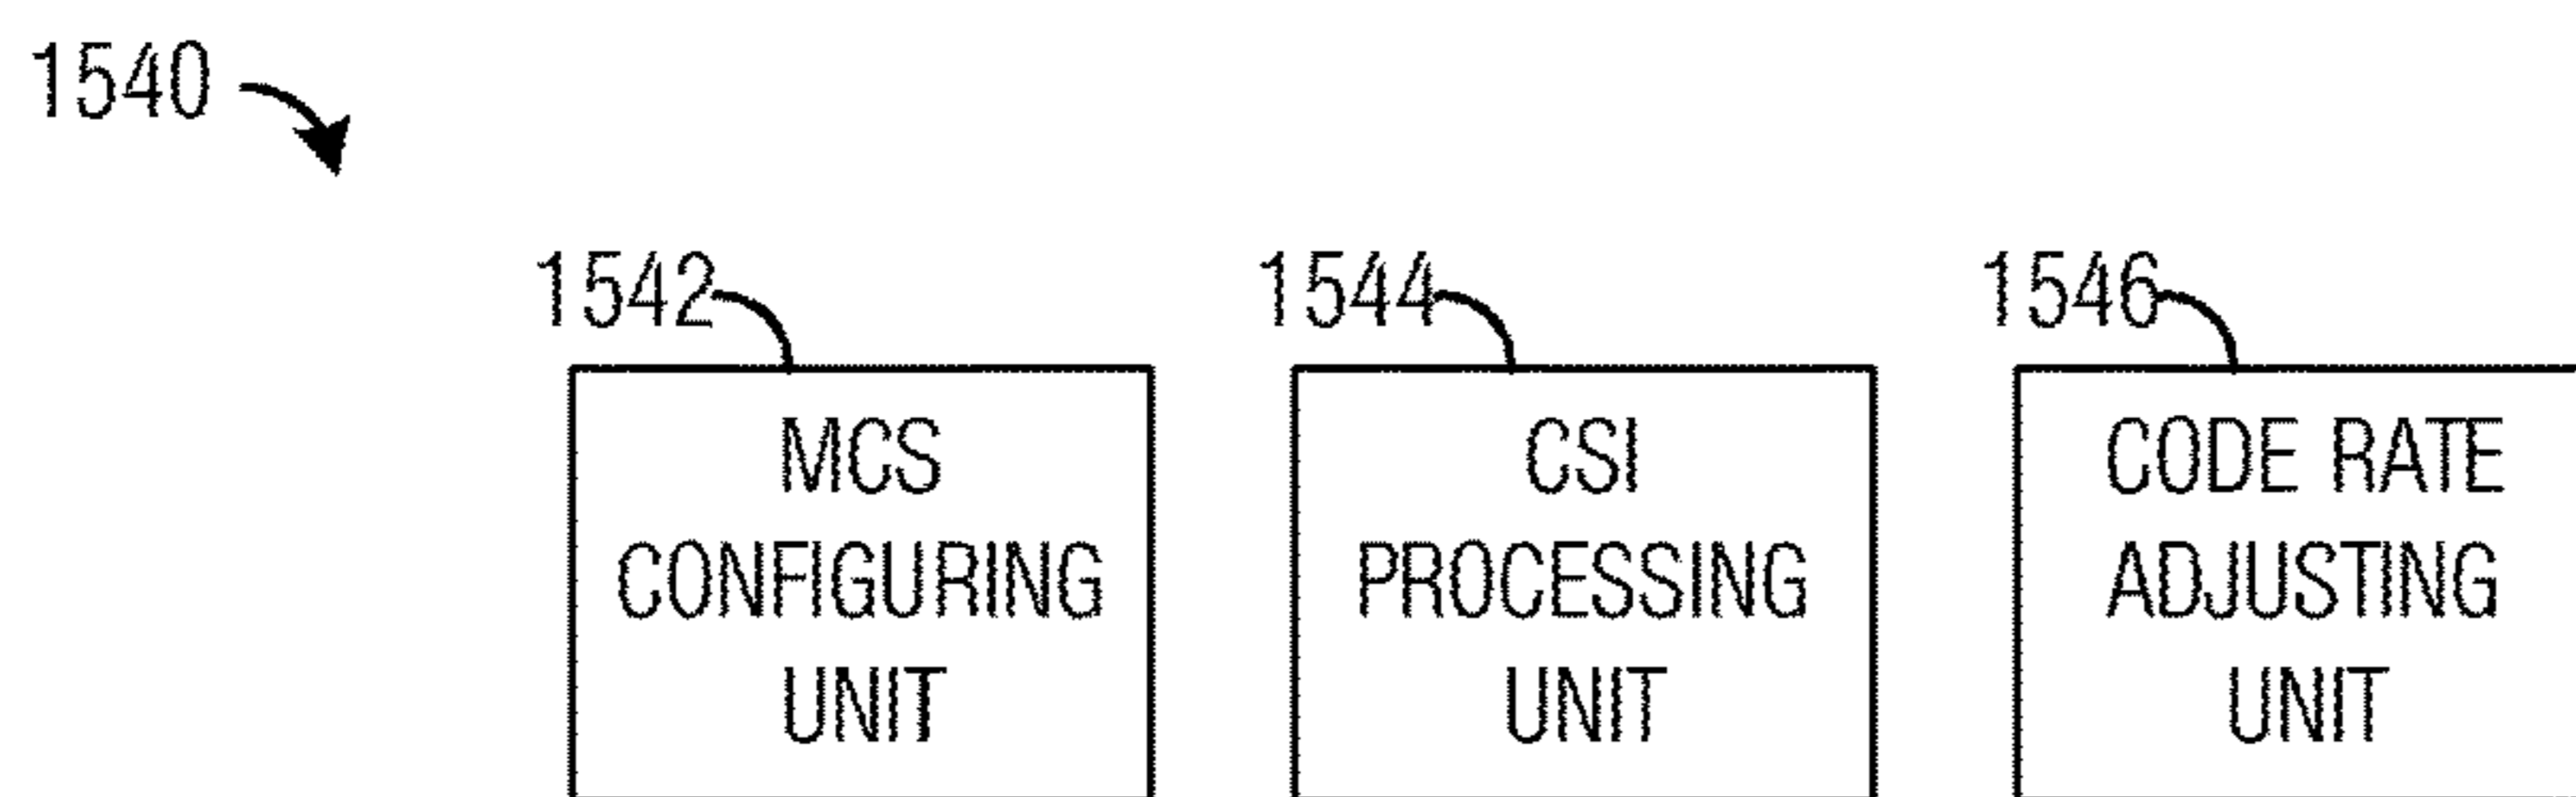 1540
1542 1544 1546
MCS CONFIGURING UNIT
CSI PROCESSING UNIT
CODE RATE ADJUSTING UNIT